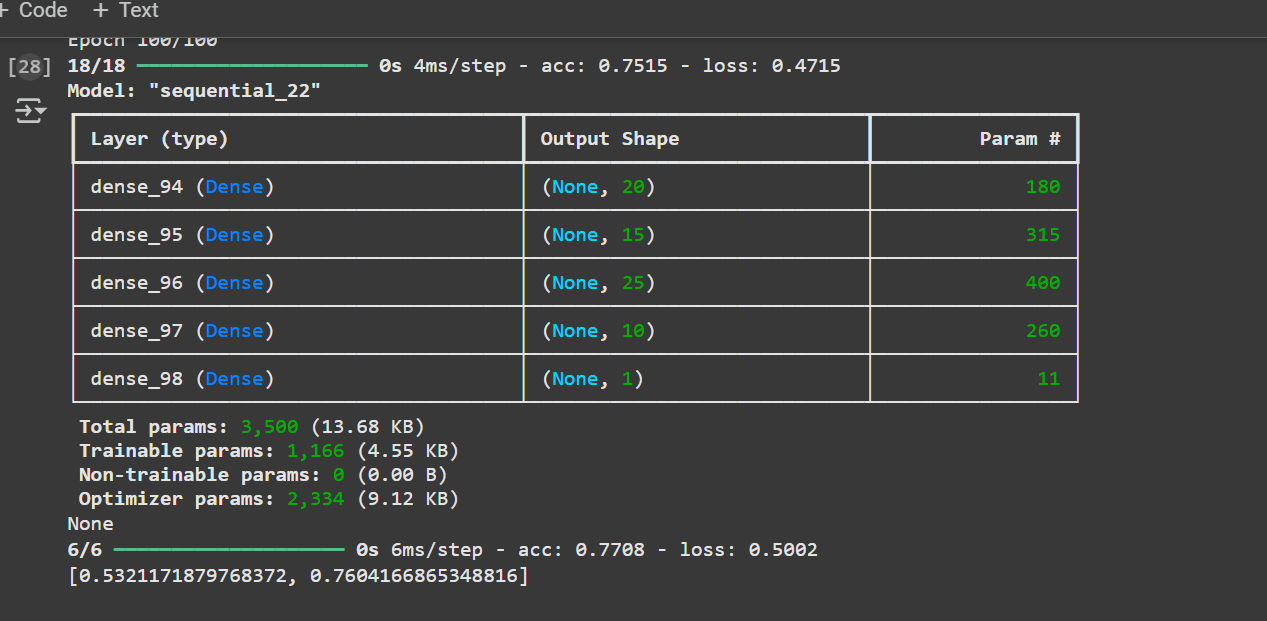 + Code + Text
Epoch 100/100
[28] 18/18 0s 4ms/step - acc: 0.7515 - loss: 0.4715
Model: "sequential_22"
Layer (type) Output Shape Param #
dense_94 (Dense) (None, 20) 180
dense_95 (Dense) (None, 15) 315
dense_96 (Dense) (None, 25) 400
dense_97 (Dense) (None, 10) 260
dense_98 (Dense) (None, 1) 11
Total params: 3,500 (13.68 KB)
Trainable params: 1,166 (4.55 KB)
Non-trainable params: 0 (0.00 B)
Optimizer params: 2,334 (9.12 KB)
None
6/6 0s 6ms/step - acc: 0.7708 - loss: 0.5002
[0.5321171879768372, 0.7604166865348816]